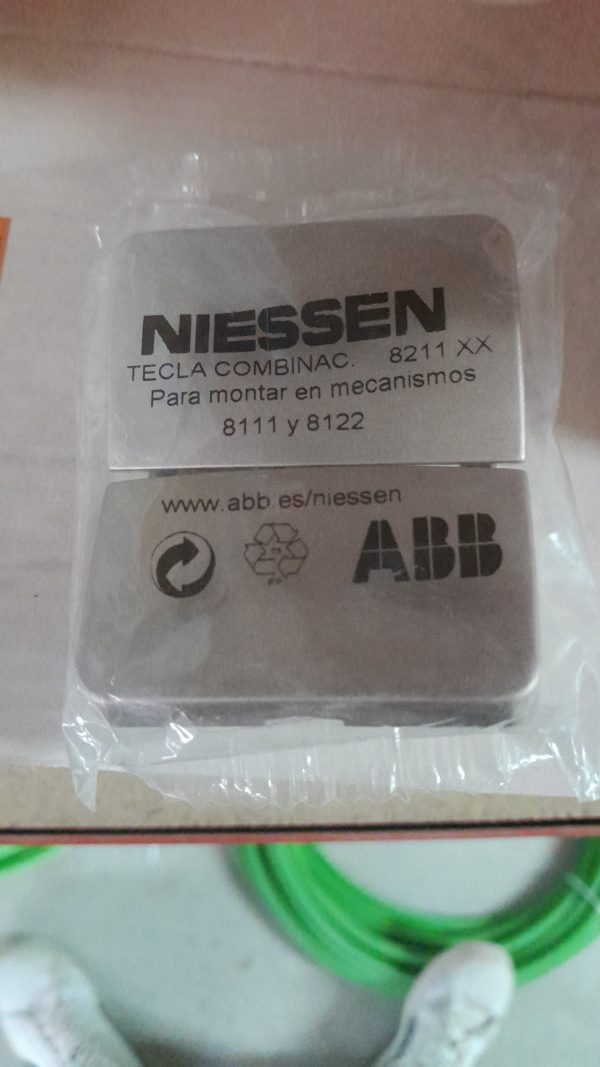 NIESSEN
TECLA COMBINAC. 8211 XX
Para montar en mecanismos
8111 y 8122
www.abb.es/niessen
ABB